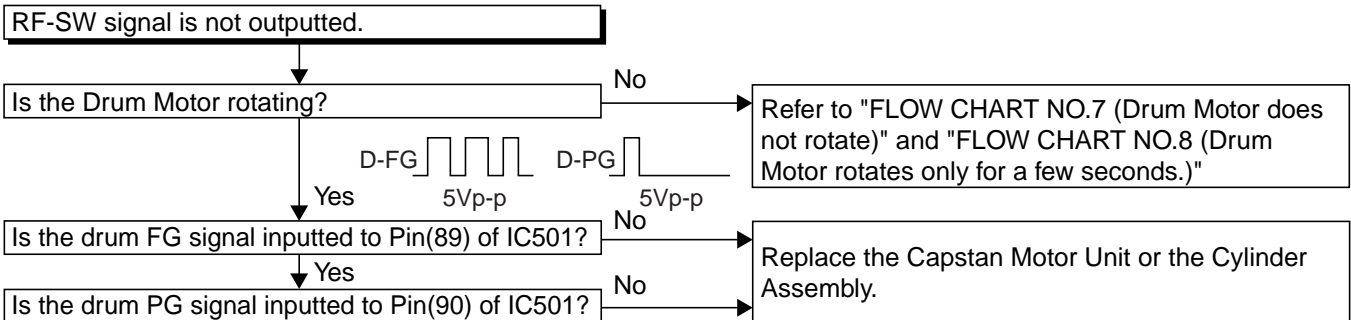 RF-SW signal is not outputted.
Is the Drum Motor rotating?
No
Refer to "FLOW CHART NO.7 (Drum Motor does
not rotate)" and "FLOW CHART NO.8 (Drum
Motor rotates only for a few seconds.)"
D-FG
D-PG
Yes
5Vp-p
5Vp-p
Is the drum FG signal inputted to Pin(89) of IC501?
No
Replace the Capstan Motor Unit or the Cylinder
Assembly.
Yes
Is the drum PG signal inputted to Pin(90) of IC501?
No